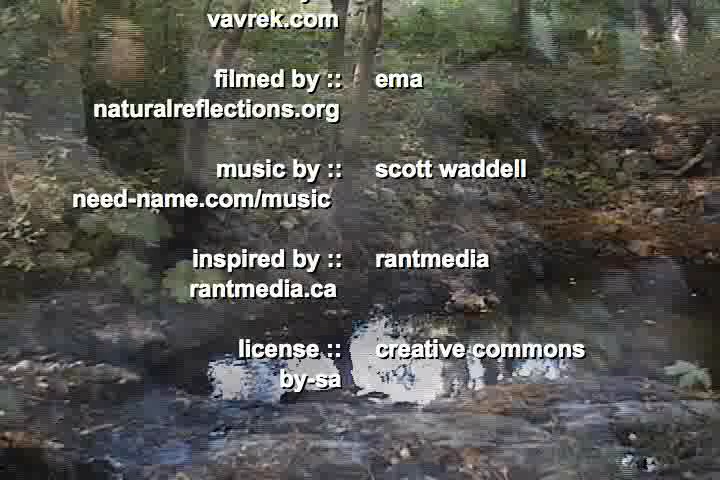 vavrek.com
filmed by :: ema
naturalreflections.org
music by :: scott waddell
need-name.com/music
inspired by :: rantmedia
rantmedia.ca
license :: creative commons
by-sa